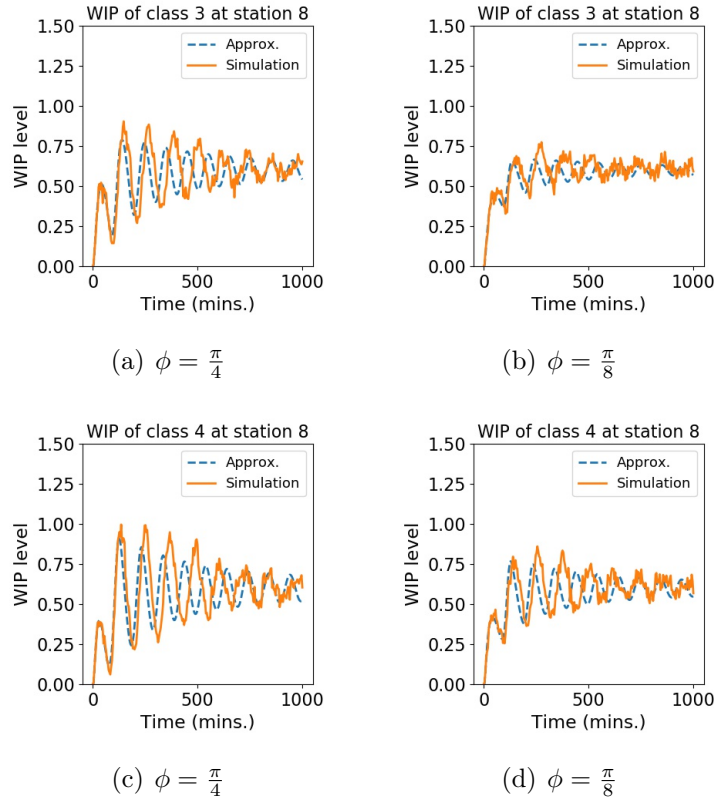 WIP of class 3 at station 8
WIP level
1.50
1.25
1.00
0.75
0.50
0.25
0.00
Approx.
Simulation
0
500
1000
Time (mins.)
(a) ϕ = π/4
WIP of class 3 at station 8
WIP level
1.50
1.25
1.00
0.75
0.50
0.25
0.00
Approx.
Simulation
0
500
1000
Time (mins.)
(b) ϕ = π/8
WIP of class 4 at station 8
WIP level
1.50
1.25
1.00
0.75
0.50
0.25
0.00
Approx.
Simulation
0
500
1000
Time (mins.)
(c) ϕ = π/4
WIP of class 4 at station 8
WIP level
1.50
1.25
1.00
0.75
0.50
0.25
0.00
Approx.
Simulation
0
500
1000
Time (mins.)
(d) ϕ = π/8